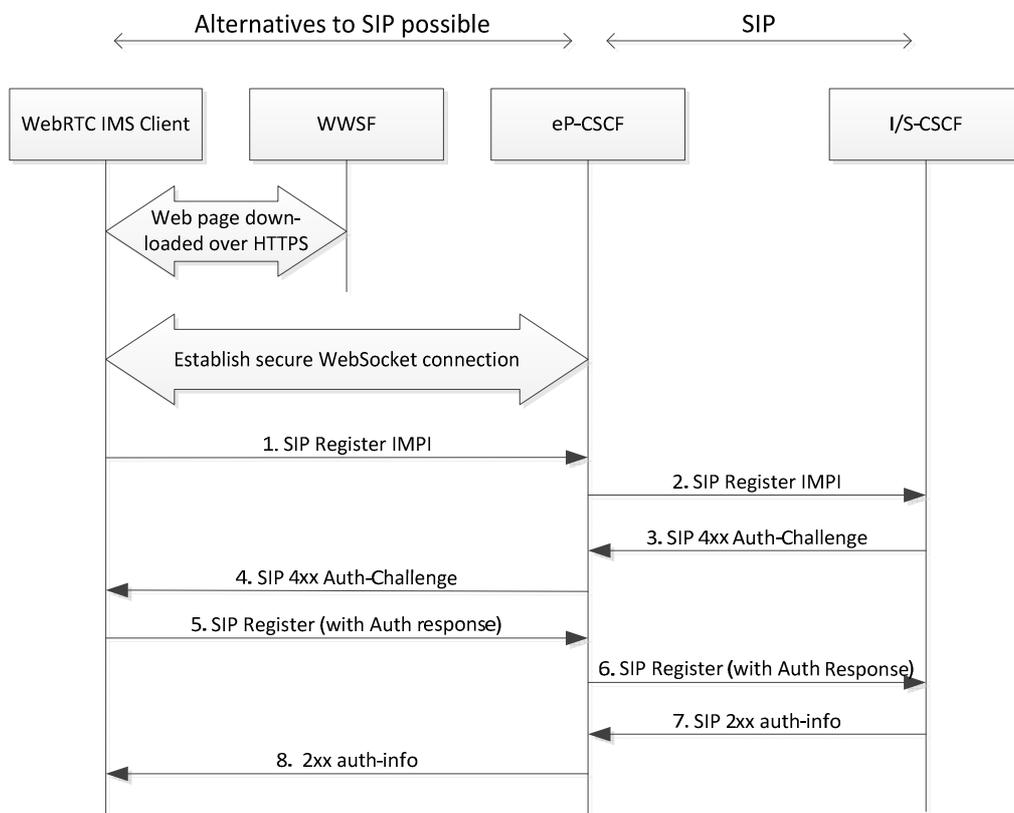 Alternatives to SIP possible
SIP
WebRTC IMS Client
WWSF
eP-CSCF
I/S-CSCF
Web page down-
loaded over HTTPS
Establish secure WebSocket connection
1. SIP Register IMPI
2. SIP Register IMPI
3. SIP 4xx Auth-Challenge
4. SIP 4xx Auth-Challenge
5. SIP Register (with Auth response)
6. SIP Register (with Auth Response)
7. SIP 2xx auth-info
8. 2xx auth-info